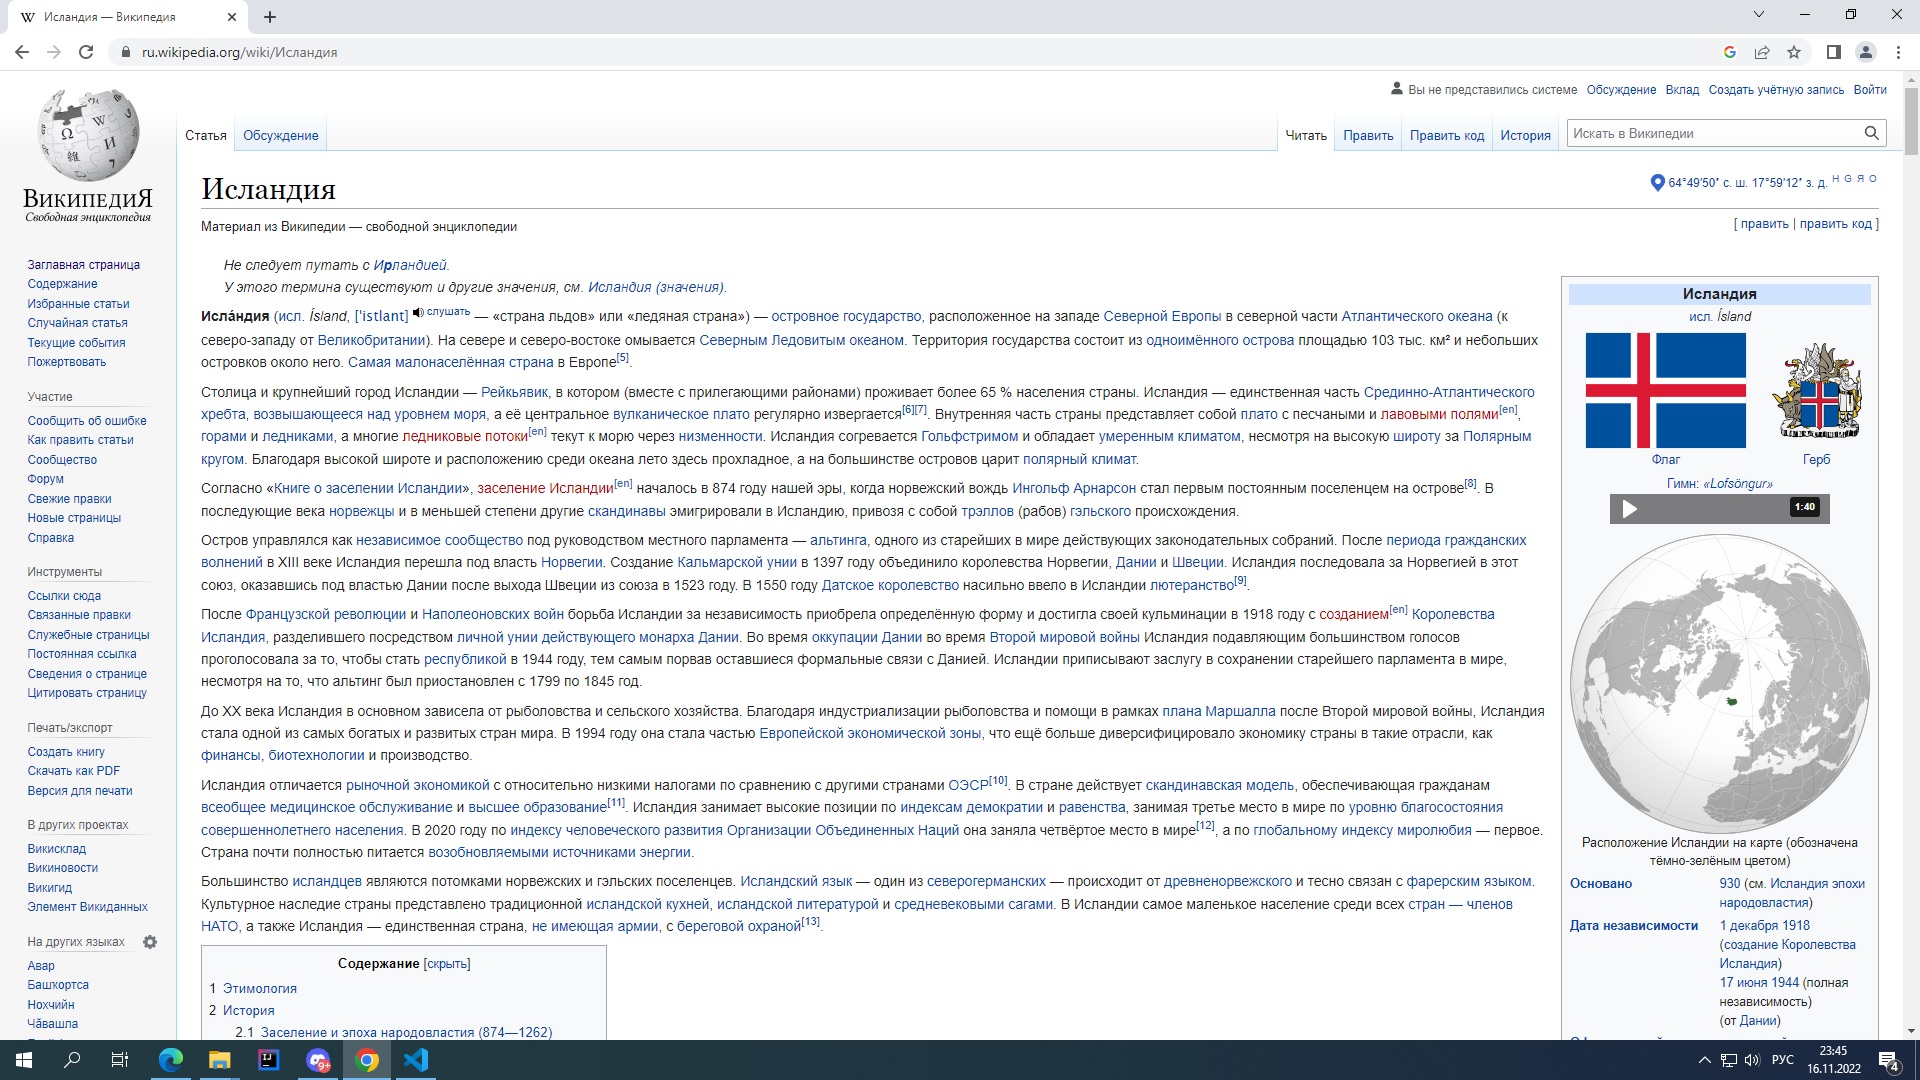 Исландия — Википедия
ru.wikipedia.org/wiki/Исландия
Вы не представились системе Обсуждение Вклад Создать учётную запись Войти
Статья Обсуждение Читать Править Править код История Искать в Википедии
ВикипедиЯ
Свободная энциклопедия
Исландия
64°49′50″ с. ш. 17°59′12″ з. д. H G Я O
Материал из Википедии — свободной энциклопедии
[ править | править код ]
Заглавная страница
Содержание
Избранные статьи
Случайная статья
Текущие события
Пожертвовать
Участие
Сообщить об ошибке
Как править статьи
Сообщество
Форум
Свежие правки
Новые страницы
Справка
Инструменты
Ссылки сюда
Связанные правки
Служебные страницы
Постоянная ссылка
Сведения о странице
Цитировать страницу
Печать/экспорт
Создать книгу
Скачать как PDF
Версия для печати
В других проектах
Викисклад
Викиновости
Викигид
Элемент Викиданных
На других языках
Авар
Башҡортса
Нохчийн
Чӑвашла
Не следует путать с Ирландией.
У этого термина существуют и другие значения, см. Исландия (значения).
Исла́ндия (исл. Ísland, [ˈistlant] слушать — «страна льдов» или «ледяная страна») — островное государство, расположенное на западе Северной Европы в северной части Атлантического океана (к
северо-западу от Великобритании). На севере и северо-востоке омывается Северным Ледовитым океаном. Территория государства состоит из одноимённого острова площадью 103 тыс. км² и небольших
островков около него. Самая малонаселённая страна в Европе[5].
Столица и крупнейший город Исландии — Рейкьявик, в котором (вместе с прилегающими районами) проживает более 65 % населения страны. Исландия — единственная часть Срединно-Атлантического
хребта, возвышающееся над уровнем моря, а её центральное вулканическое плато регулярно извергается[6][7]. Внутренняя часть страны представляет собой плато с песчаными и лавовыми полями[en],
горами и ледниками, а многие ледниковые потоки[en] текут к морю через низменности. Исландия согревается Гольфстримом и обладает умеренным климатом, несмотря на высокую широту за Полярным
кругом. Благодаря высокой широте и расположению среди океана лето здесь прохладное, а на большинстве островов царит полярный климат.
Согласно «Книге о заселении Исландии», заселение Исландии[en] началось в 874 году нашей эры, когда норвежский вождь Ингольф Арнарсон стал первым постоянным поселенцем на острове[8]. В
последующие века норвежцы и в меньшей степени другие скандинавы эмигрировали в Исландию, привозя с собой трэллов (рабов) гэльского происхождения.
Остров управлялся как независимое сообщество под руководством местного парламента — альтинга, одного из старейших в мире действующих законодательных собраний. После периода гражданских
волнений в XIII веке Исландия перешла под власть Норвегии. Создание Кальмарской унии в 1397 году объединило королевства Норвегии, Дании и Швеции. Исландия последовала за Норвегией в этот
союз, оказавшись под властью Дании после выхода Швеции из союза в 1523 году. В 1550 году Датское королевство насильно ввело в Исландии лютеранство[9].
После Французской революции и Наполеоновских войн борьба Исландии за независимость приобрела определённую форму и достигла своей кульминации в 1918 году с созданием[en] Королевства
Исландия, разделившего посредством личной унии действующего монарха Дании. Во время оккупации Дании во время Второй мировой войны Исландия подавляющим большинством голосов
проголосовала за то, чтобы стать республикой в 1944 году, тем самым порвав оставшиеся формальные связи с Данией. Исландии приписывают заслугу в сохранении старейшего парламента в мире,
несмотря на то, что альтинг был приостановлен с 1799 по 1845 год.
До XX века Исландия в основном зависела от рыболовства и сельского хозяйства. Благодаря индустриализации рыболовства и помощи в рамках плана Маршалла после Второй мировой войны, Исландия
стала одной из самых богатых и развитых стран мира. В 1994 году она стала частью Европейской экономической зоны, что ещё больше диверсифицировало экономику страны в такие отрасли, как
финансы, биотехнологии и производство.
Исландия отличается рыночной экономикой с относительно низкими налогами по сравнению с другими странами ОЭСР[10]. В стране действует скандинавская модель, обеспечивающая гражданам
всеобщее медицинское обслуживание и высшее образование[11]. Исландия занимает высокие позиции по индексам демократии и равенства, занимая третье место в мире по уровню благосостояния
совершеннолетнего населения. В 2020 году по индексу человеческого развития Организации Объединенных Наций она заняла четвёртое место в мире[12], а по глобальному индексу миролюбия — первое.
Страна почти полностью питается возобновляемыми источниками энергии.
Большинство исландцев являются потомками норвежских и гэльских поселенцев. Исландский язык — один из северогерманских — происходит от древненорвежского и тесно связан с фарерским языком.
Культурное наследие страны представлено традиционной исландской кухней, исландской литературой и средневековыми сагами. В Исландии самое маленькое население среди всех стран — членов
НАТО, а также Исландия — единственная страна, не имеющая армии, с береговой охраной[13].
Содержание [скрыть]
1 Этимология
2 История
2.1 Заселение и эпоха народовластия (874—1262)
Исландия
исл. Ísland
Флаг Герб
Гимн: «Lofsöngur»
1:40
Расположение Исландии на карте (обозначена
тёмно-зелёным цветом)
Основано 930 (см. Исландия эпохи
народовластия)
Дата независимости 1 декабря 1918
(создание Королевства
Исландия)
17 июня 1944 (полная
независимость)
(от Дании)
9+
РУС
23:45
16.11.2022
4